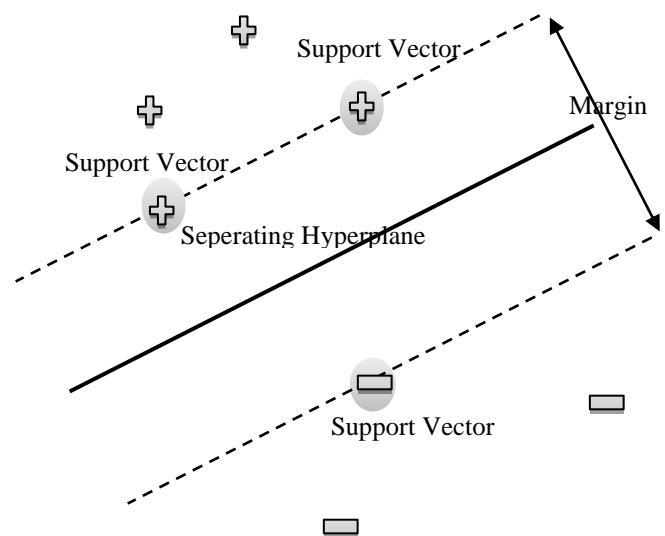 Support Vector
Margin
Support Vector
Seperating Hyperplane
Support Vector